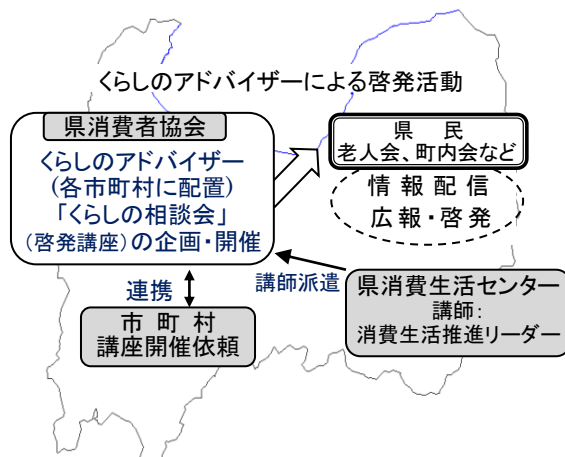 くらしのアドバイザーによる啓発活動
県消費者協会
くらしのアドバイザー
(各市町村に配置)
「くらしの相談会」
(啓発講座)の企画・開催
県民
老人会、町内会など
情報配信
広報・啓発
連携
講師派遣
市町村
講座開催依頼
県消費生活センター
講師:
消費生活推進リーダー